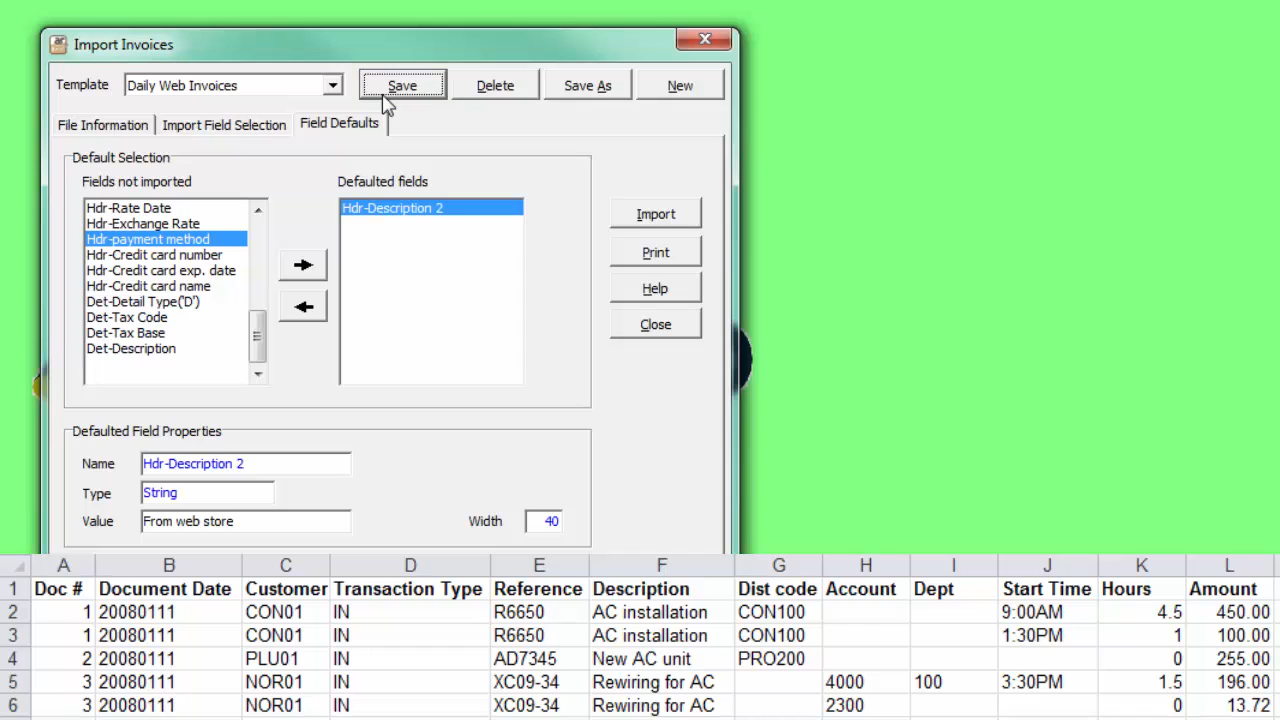 Import Invoices
Template Daily Web Invoices Save Delete Save As New
File Information Import Field Selection Field Defaults
Default Selection
Fields not imported Defaulted fields
Hdr-Rate Date Hdr-Description 2
Hdr-Exchange Rate Import
Hdr-payment method
Hdr-Credit card number Print
Hdr-Credit card exp. date
Hdr-Credit card name Help
Det-Detail Type('D')
Det-Tax Code Close
Det-Tax Base
Det-Description
Defaulted Field Properties
Name Hdr-Description 2
Type String
Value From web store Width 40
A B C D E F G H I J K L
1 Doc # Document Date Customer Transaction Type Reference Description Dist code Account Dept Start Time Hours Amount
2 1 20080111 CON01 IN R6650 AC installation CON100 9:00AM 4.5 450.00
3 1 20080111 CON01 IN R6650 AC installation CON100 1:30PM 1 100.00
4 2 20080111 PLU01 IN AD7345 New AC unit PRO200 0 255.00
5 3 20080111 NOR01 IN XC09-34 Rewiring for AC 4000 100 3:30PM 1.5 196.00
6 3 20080111 NOR01 IN XC09-34 Rewiring for AC 2300 0 13.72